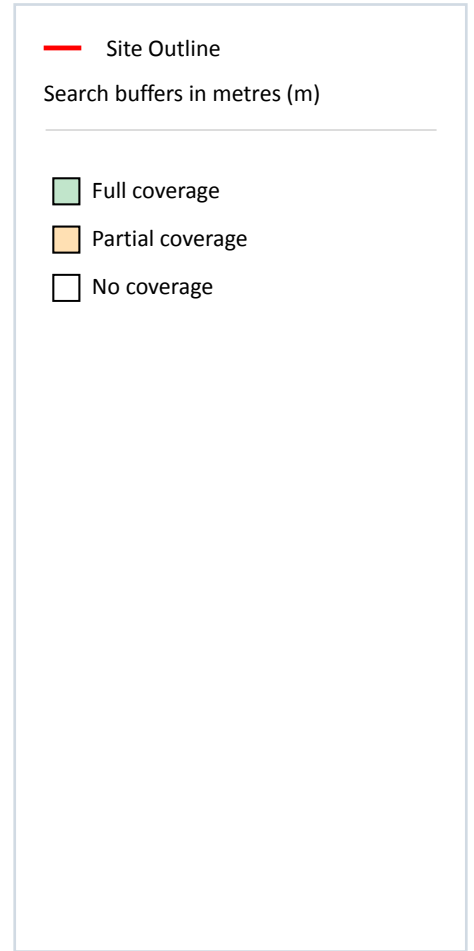 Site Outline
Search buffers in metres (m)
Full coverage
Partial coverage
No coverage